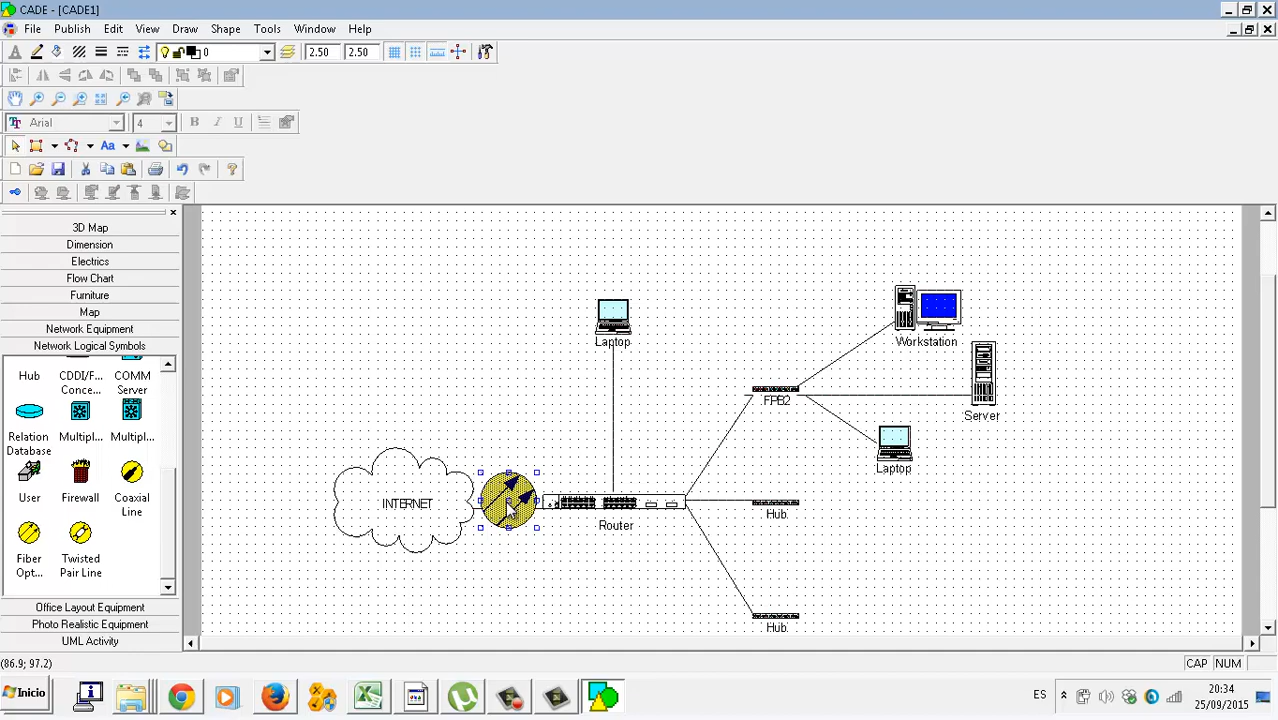 CADE - [CADE1]
File Publish Edit View Draw Shape Tools Window Help
0 2.50 2.50
Arial 4 B I U
Aa
3D Map
Dimension
Electrics
Flow Chart
Furniture
Map
Network Equipment
Network Logical Symbols
Hub CDDI/F... COMM
Conce... Server
Relation Multipl... Multipl...
Database
User Firewall Coaxial
Line
Fiber Twisted
Opt... Pair Line
Office Layout Equipment
Photo Realistic Equipment
UML Activity
Laptop
Workstation
FPB2
Server
Laptop
INTERNET
Router
Hub
Hub
(86.9; 97.2)
CAP NUM
Inicio
ES
20:34
25/09/2015